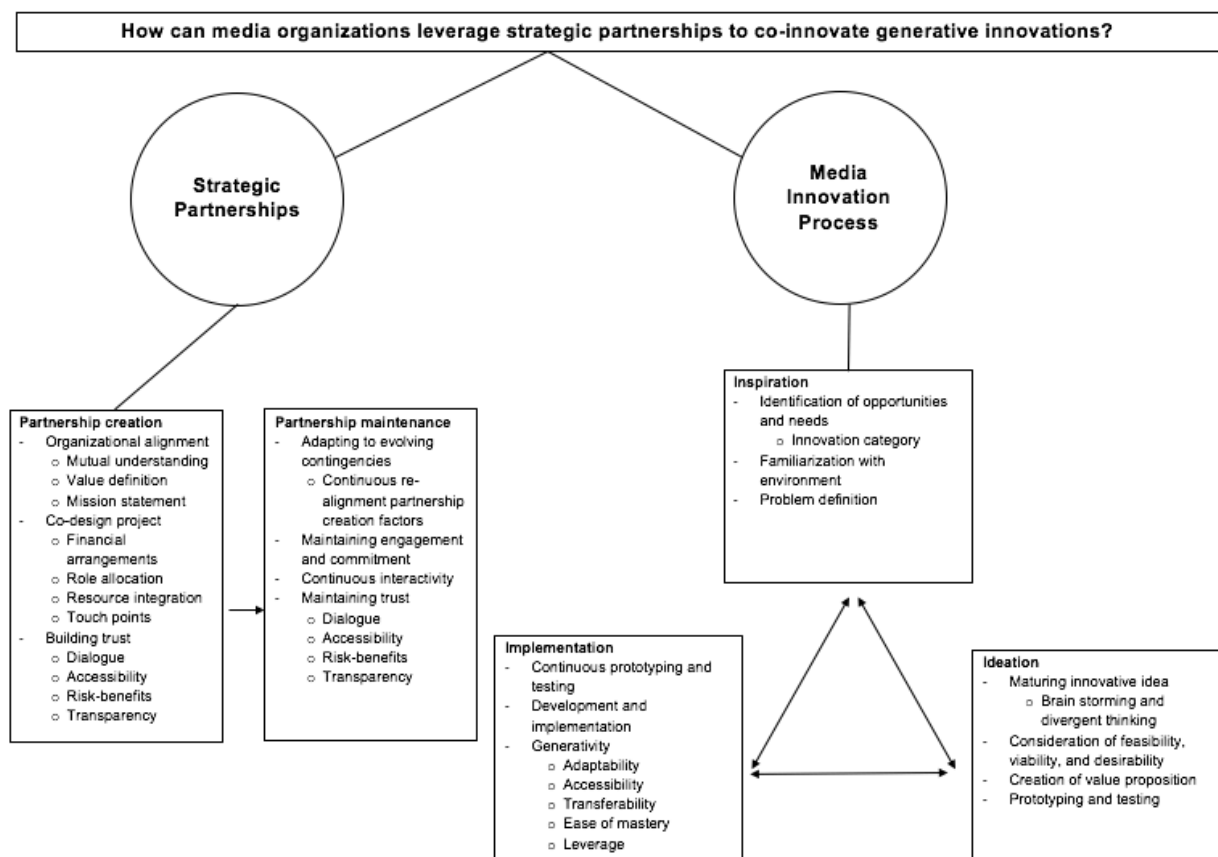 How can media organizations leverage strategic partnerships to co-innovate generative innovations?
Strategic
Partnerships
Media
Innovation
Process
Partnership creation
- Organizational alignment
o Mutual understanding
o Value definition
o Mission statement
- Co-design project
o Financial
arrangements
o Role allocation
o Resource integration
o Touch points
- Building trust
o Dialogue
o Accessibility
o Risk-benefits
o Transparency
Partnership maintenance
- Adapting to evolving
contingencies
o Continuous re-
alignment partnership
creation factors
- Maintaining engagement
and commitment
- Continuous interactivity
- Maintaining trust
o Dialogue
o Accessibility
o Risk-benefits
o Transparency
Inspiration
- Identification of opportunities
and needs
o Innovation category
- Familiarization with
environment
- Problem definition
Implementation
- Continuous prototyping and
testing
- Development and
implementation
- Generativity
o Adaptability
o Accessibility
o Transferability
o Ease of mastery
o Leverage
Ideation
- Maturing innovative idea
o Brain storming and
divergent thinking
- Consideration of feasibility,
viability, and desirability
- Creation of value proposition
- Prototyping and testing